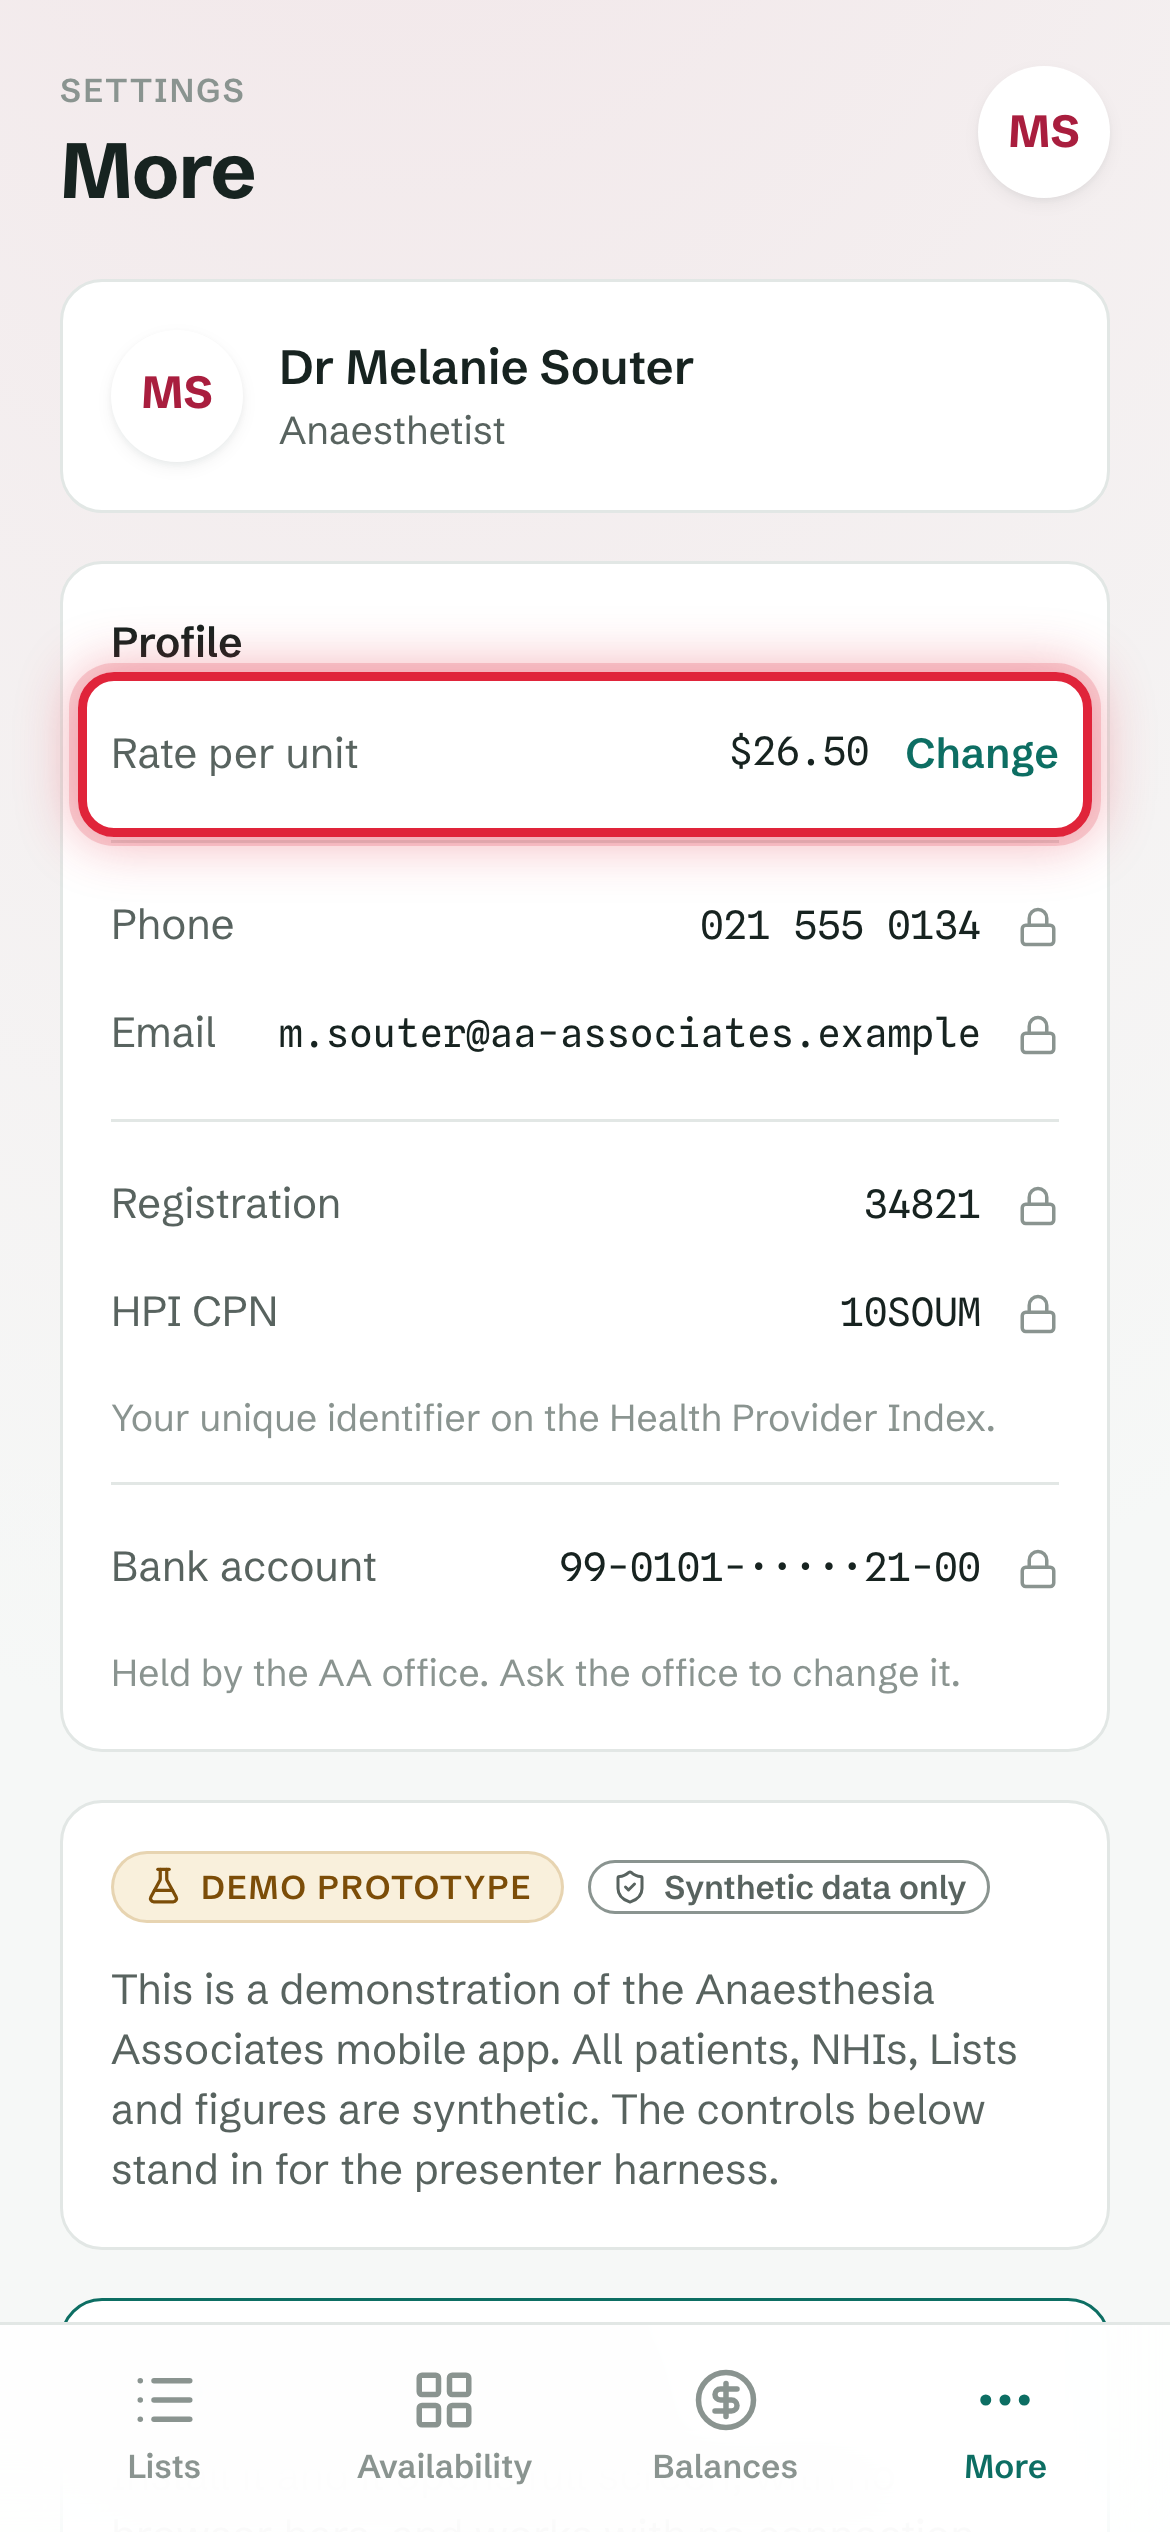 SETTINGS
More
MS
MS
Dr Melanie Souter
Anaesthetist
Profile
Rate per unit $26.50 Change
Phone 021 555 0134
Email m.souter@aa-associates.example
Registration 34821
HPI CPN 10SOUM
Your unique identifier on the Health Provider Index.
Bank account 99-0101-·····21-00
Held by the AA office. Ask the office to change it.
DEMO PROTOTYPE Synthetic data only
This is a demonstration of the Anaesthesia
Associates mobile app. All patients, NHIs, Lists
and figures are synthetic. The controls below
stand in for the presenter harness.
Lists Availability Balances More